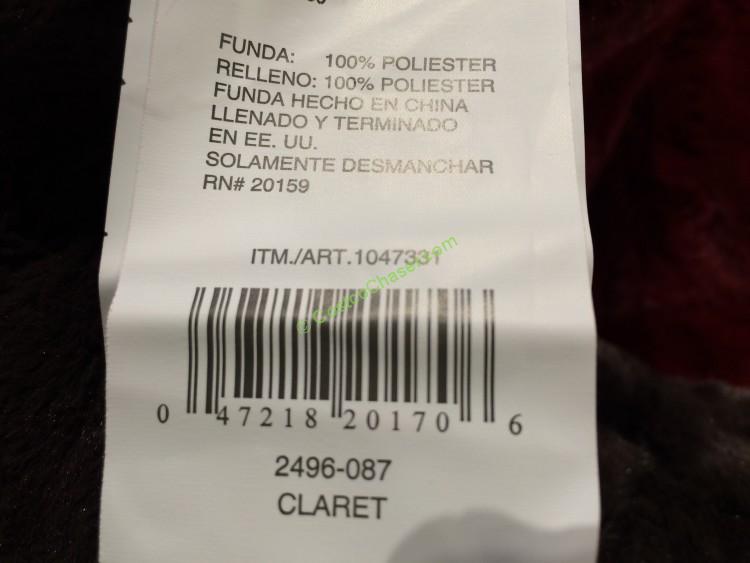 FUNDA: 100% POLIESTER
RELLENO: 100% POLIESTER
FUNDA HECHO EN CHINA
LLENADO Y TERMINADO
EN EE. UU.
SOLAMENTE DESMANCHAR
RN# 20159
ITM./ART.1047331
© CostcoChaser.com
0 47218 20170 6
2496-087
CLARET